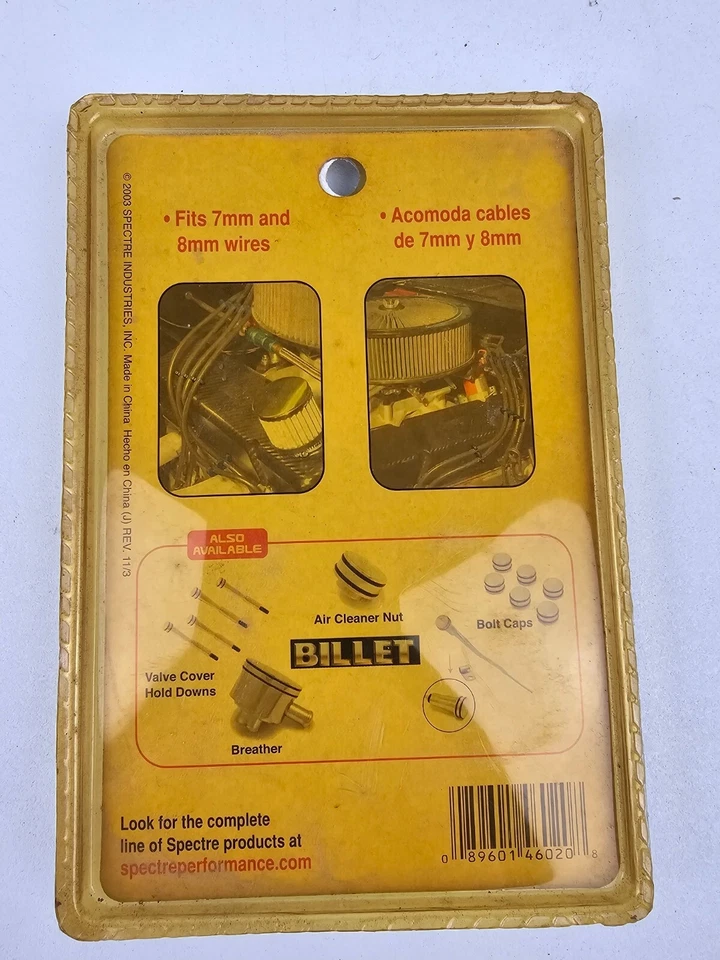 © 2003 SPECTRE INDUSTRIES, INC. Made in China Hecho en China (J) REV. 11/3
• Fits 7mm and
8mm wires
• Acomoda cables
de 7mm y 8mm
ALSO
AVAILABLE
Air Cleaner Nut
Bolt Caps
BILLET
Valve Cover
Hold Downs
Breather
Look for the complete
line of Spectre products at
spectreperformance.com
0 89601 46020 8